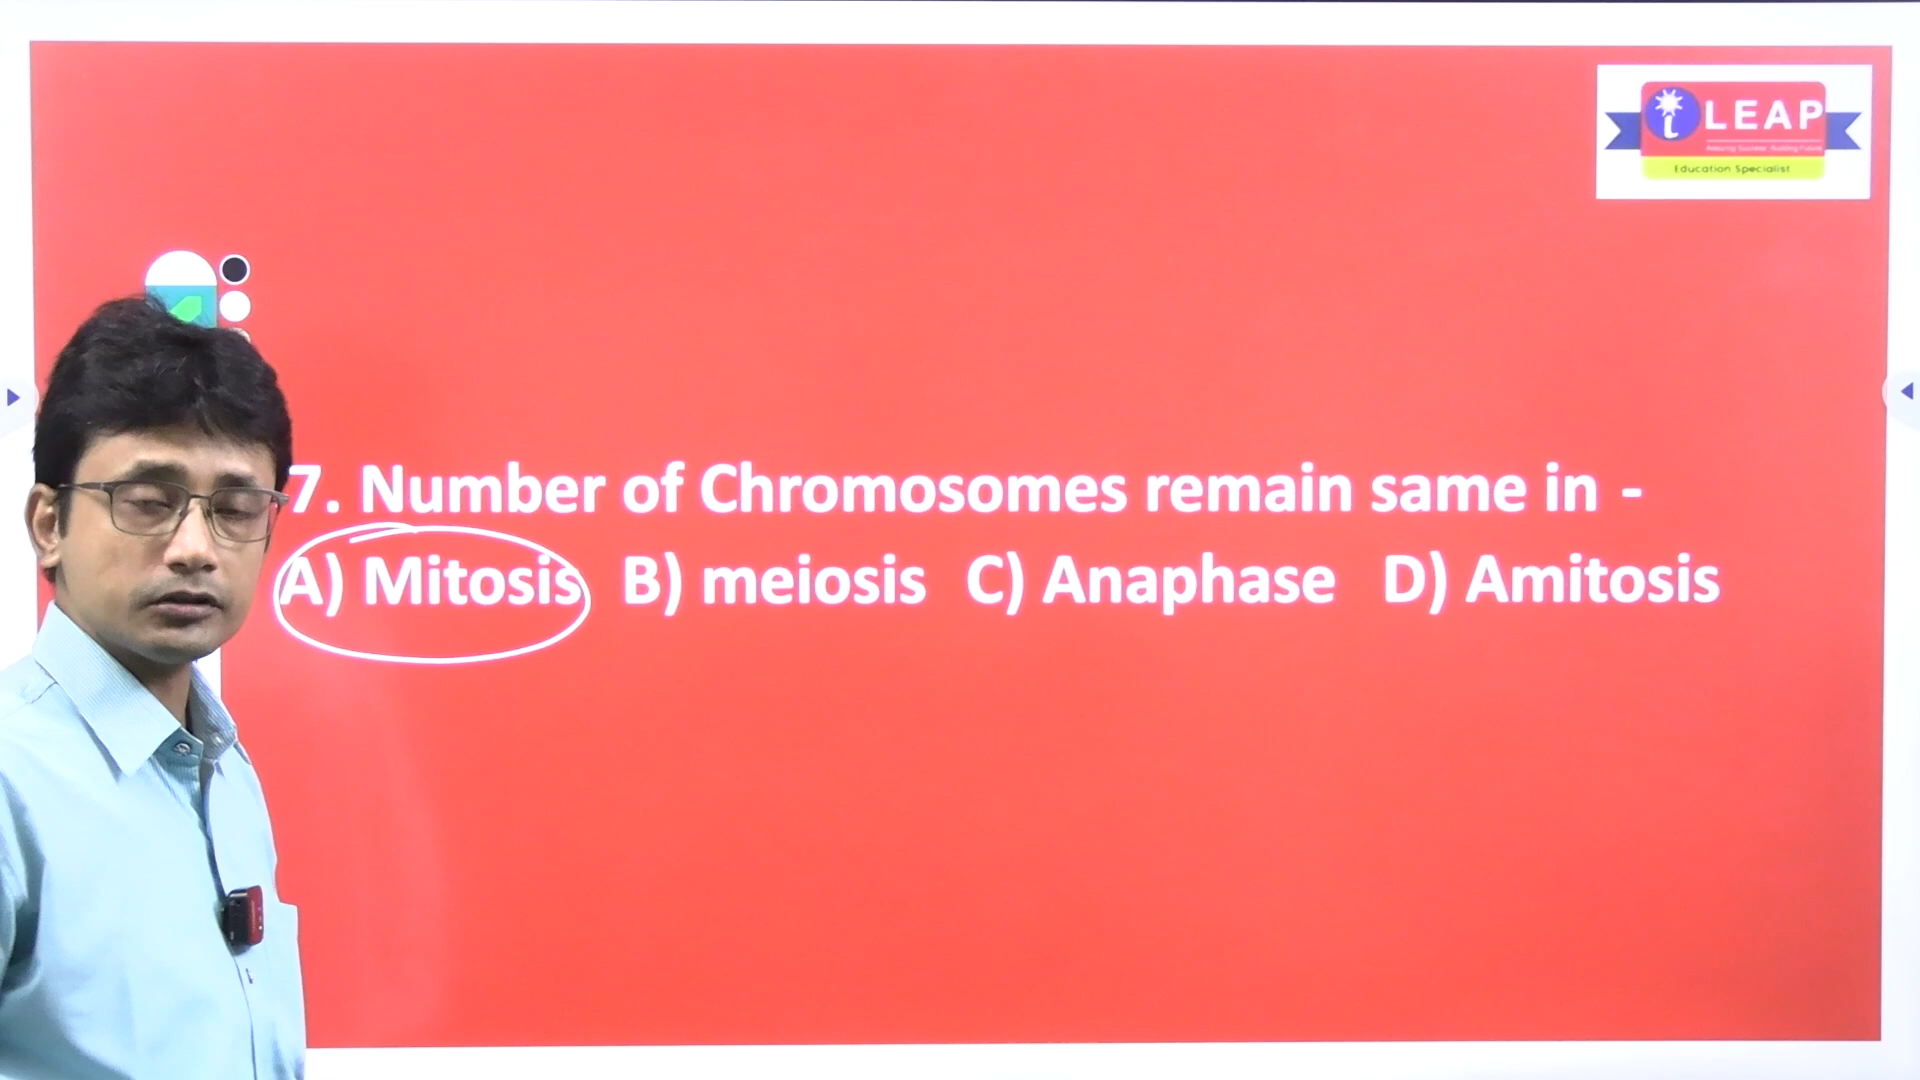 i LEAP
Education Specialist
7. Number of Chromosomes remain same in -
A) Mitosis B) meiosis C) Anaphase D) Amitosis